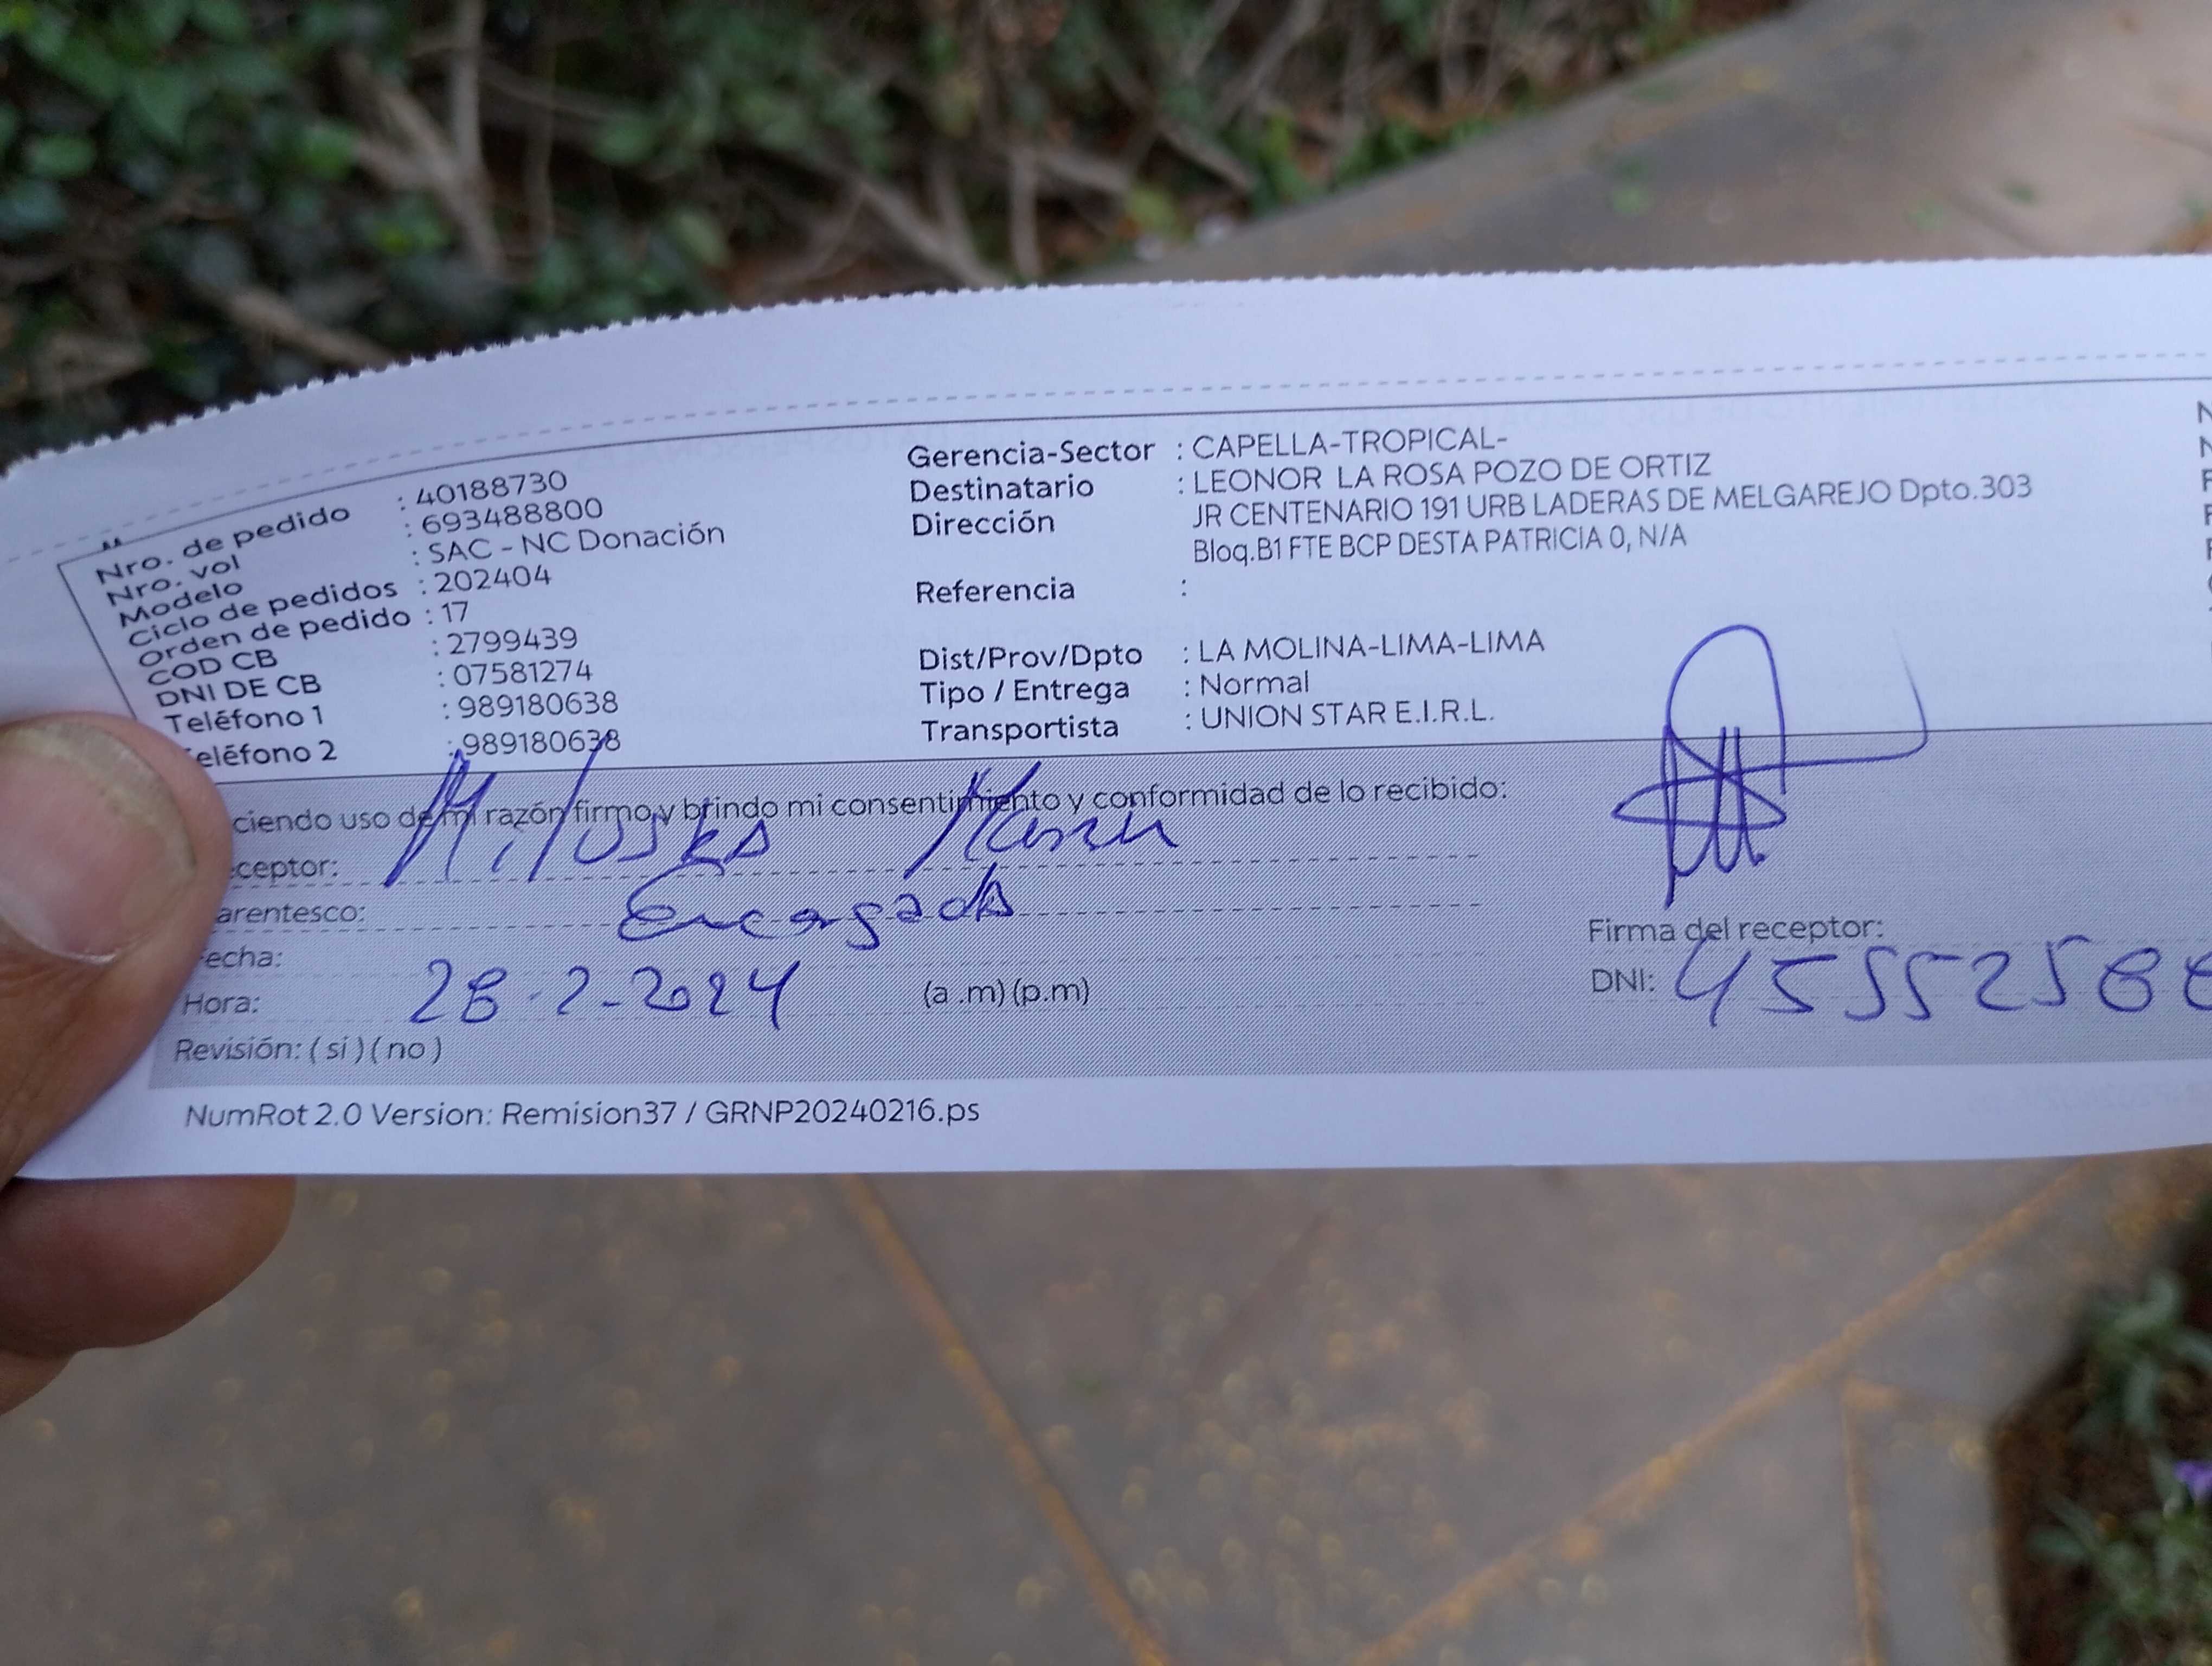 Nro. de pedido : 40188730
Nro. vol : 693488800
Modelo : SAC - NC Donación
Ciclo de pedidos : 202404
Orden de pedido : 17
COD CB : 2799439
DNI DE CB : 07581274
Teléfono 1 : 989180638
eléfono 2 : 989180638
Gerencia-Sector : CAPELLA-TROPICAL-
Destinatario : LEONOR LA ROSA POZO DE ORTIZ
Dirección JR CENTENARIO 191 URB LADERAS DE MELGAREJO Dpto.303
Bloq.B1 FTE BCP DESTA PATRICIA 0, N/A
Referencia :
Dist/Prov/Dpto : LA MOLINA-LIMA-LIMA
Tipo / Entrega : Normal
Transportista : UNION STAR E.I.R.L.
ciendo uso de mi razón firmo y brindo mi consentimiento y conformidad de lo recibido:
ceptor:
arentesco: Encargada
echa:
Hora: 28-2-2024 (a .m) (p.m)
Revisión: ( si ) ( no )
Firma del receptor:
DNI:
NumRot 2.0 Version: Remision37 / GRNP20240216.ps